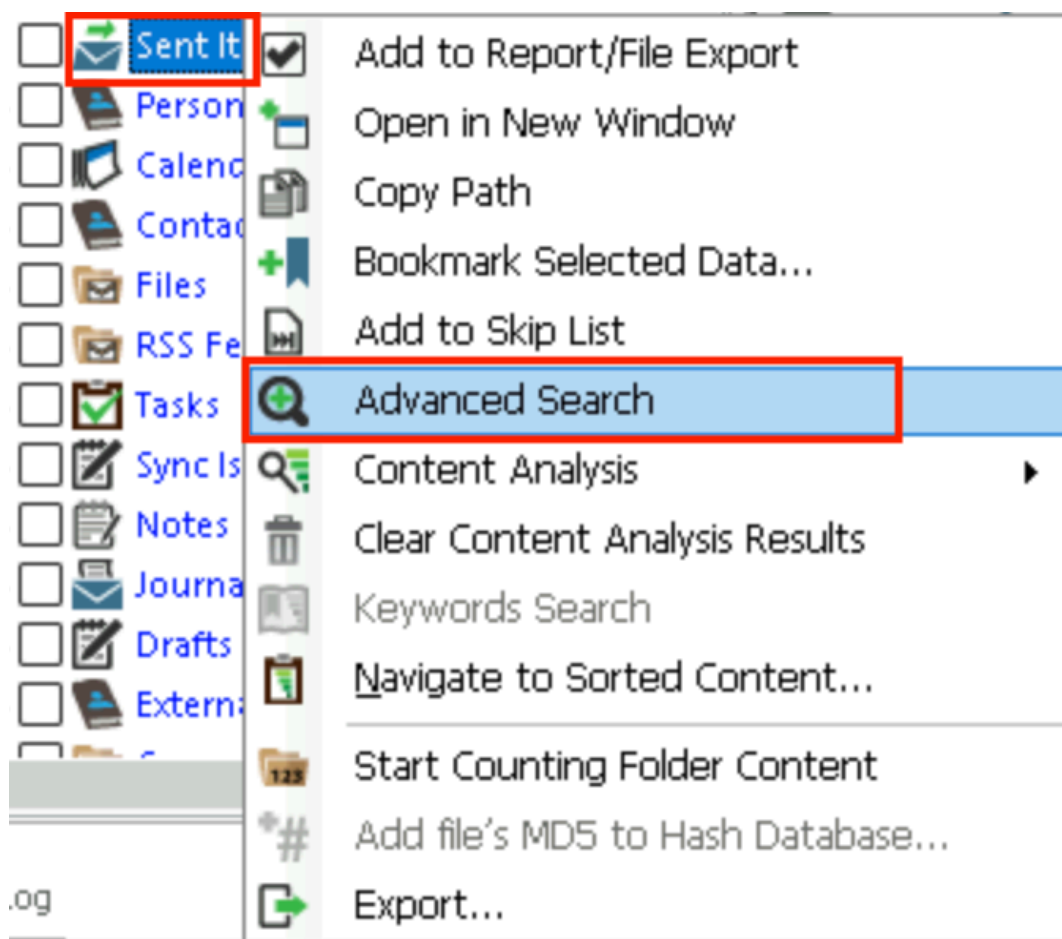 Sent It
Person
Calend
Contac
Files
RSS Fe
Tasks
Sync Is
Notes
Journa
Drafts
Extern
Add to Report/File Export
Open in New Window
Copy Path
Bookmark Selected Data...
Add to Skip List
Advanced Search
Content Analysis
Clear Content Analysis Results
Keywords Search
Navigate to Sorted Content...
123
Start Counting Folder Content
Add file's MD5 to Hash Database...
Export...
og